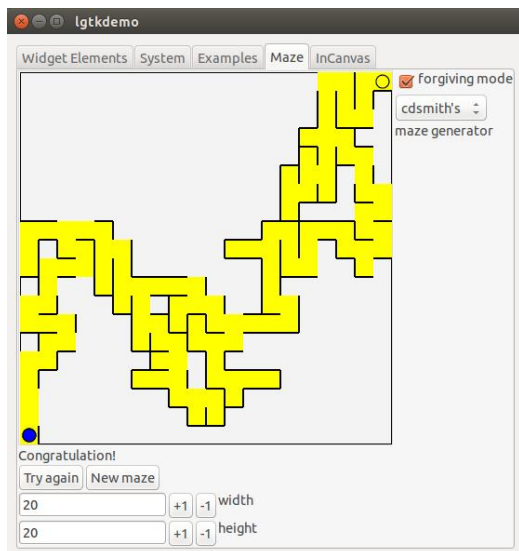 lgtkdemo
Widget Elements System Examples Maze InCanvas
forgiving mode
cdsmith's
maze generator
Congratulation!
Try again New maze
20 +1 -1 width
20 +1 -1 height